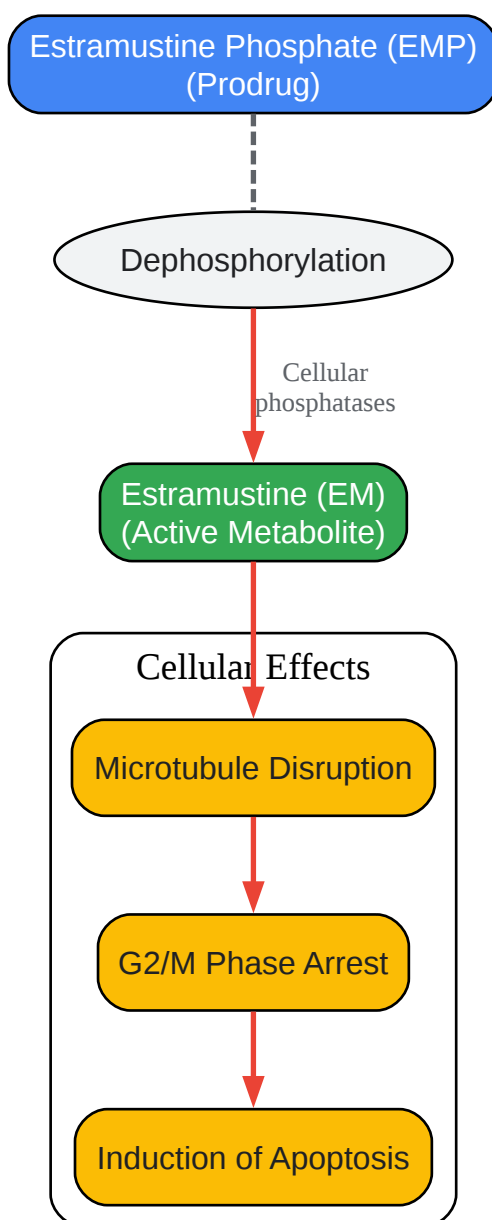 Estramustine Phosphate (EMP)
(Prodrug)
Dephosphorylation
Cellular
phosphatases
Estramustine (EM)
(Active Metabolite)
Cellular Effects
Microtubule Disruption
G2/M Phase Arrest
Induction of Apoptosis